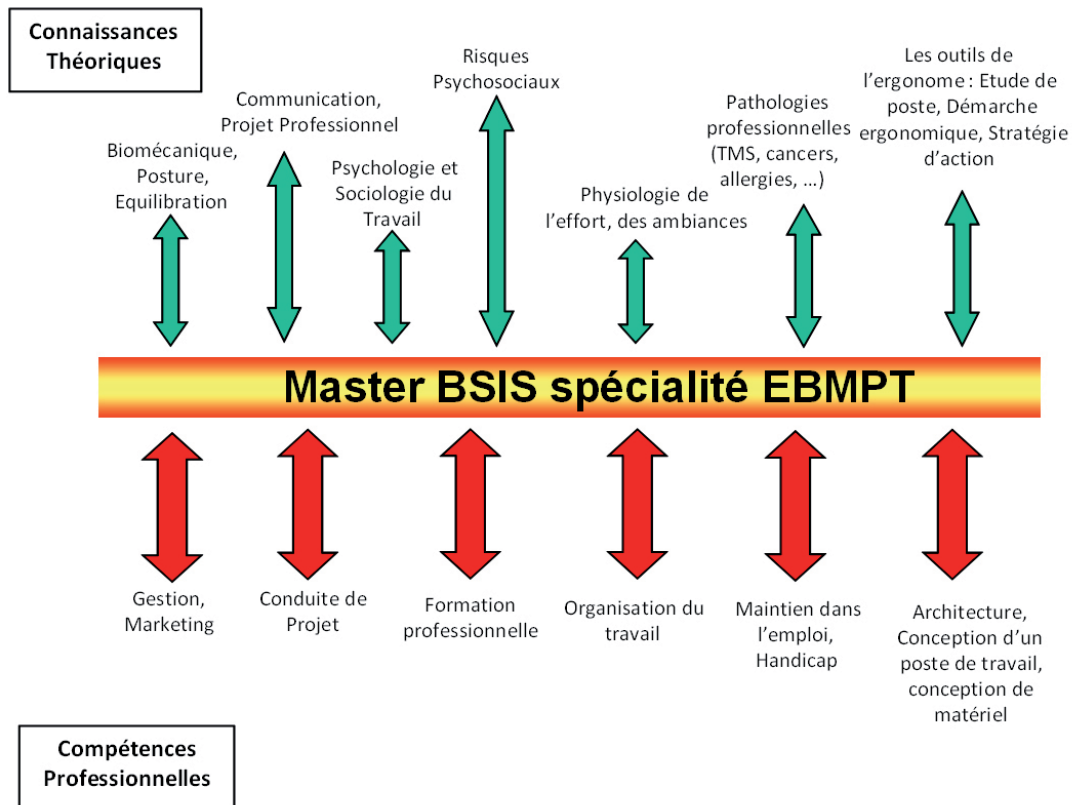 Connaissances
Théoriques
Biomécanique,
Posture,
Equilibration
Communication,
Projet Professionnel
Psychologie et
Sociologie du
Travail
Risques
Psychosociaux
Physiologie de
l'effort, des ambiances
Pathologies
professionnelles
(TMS, cancers,
allergies, ...)
Les outils de
l'ergonome : Etude de
poste, Démarche
ergonomique, Stratégie
d'action
Master BSIS spécialité EBMPT
Gestion,
Marketing
Conduite de
Projet
Formation
professionnelle
Organisation du
travail
Maintien dans
l'emploi,
Handicap
Architecture,
Conception d'un
poste de travail,
conception de
matériel
Compétences
Professionnelles